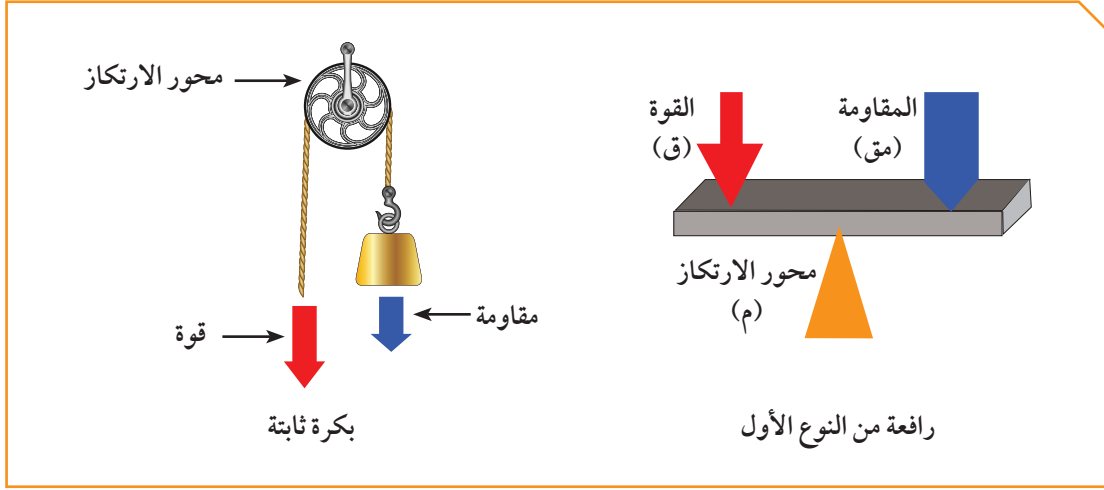 المقاومة
(مق)
القوة
(ق)
محور الارتكاز
(م)
رافعة من النوع الأول
محور الارتكاز
مقاومة
قوة
بكرة ثابتة